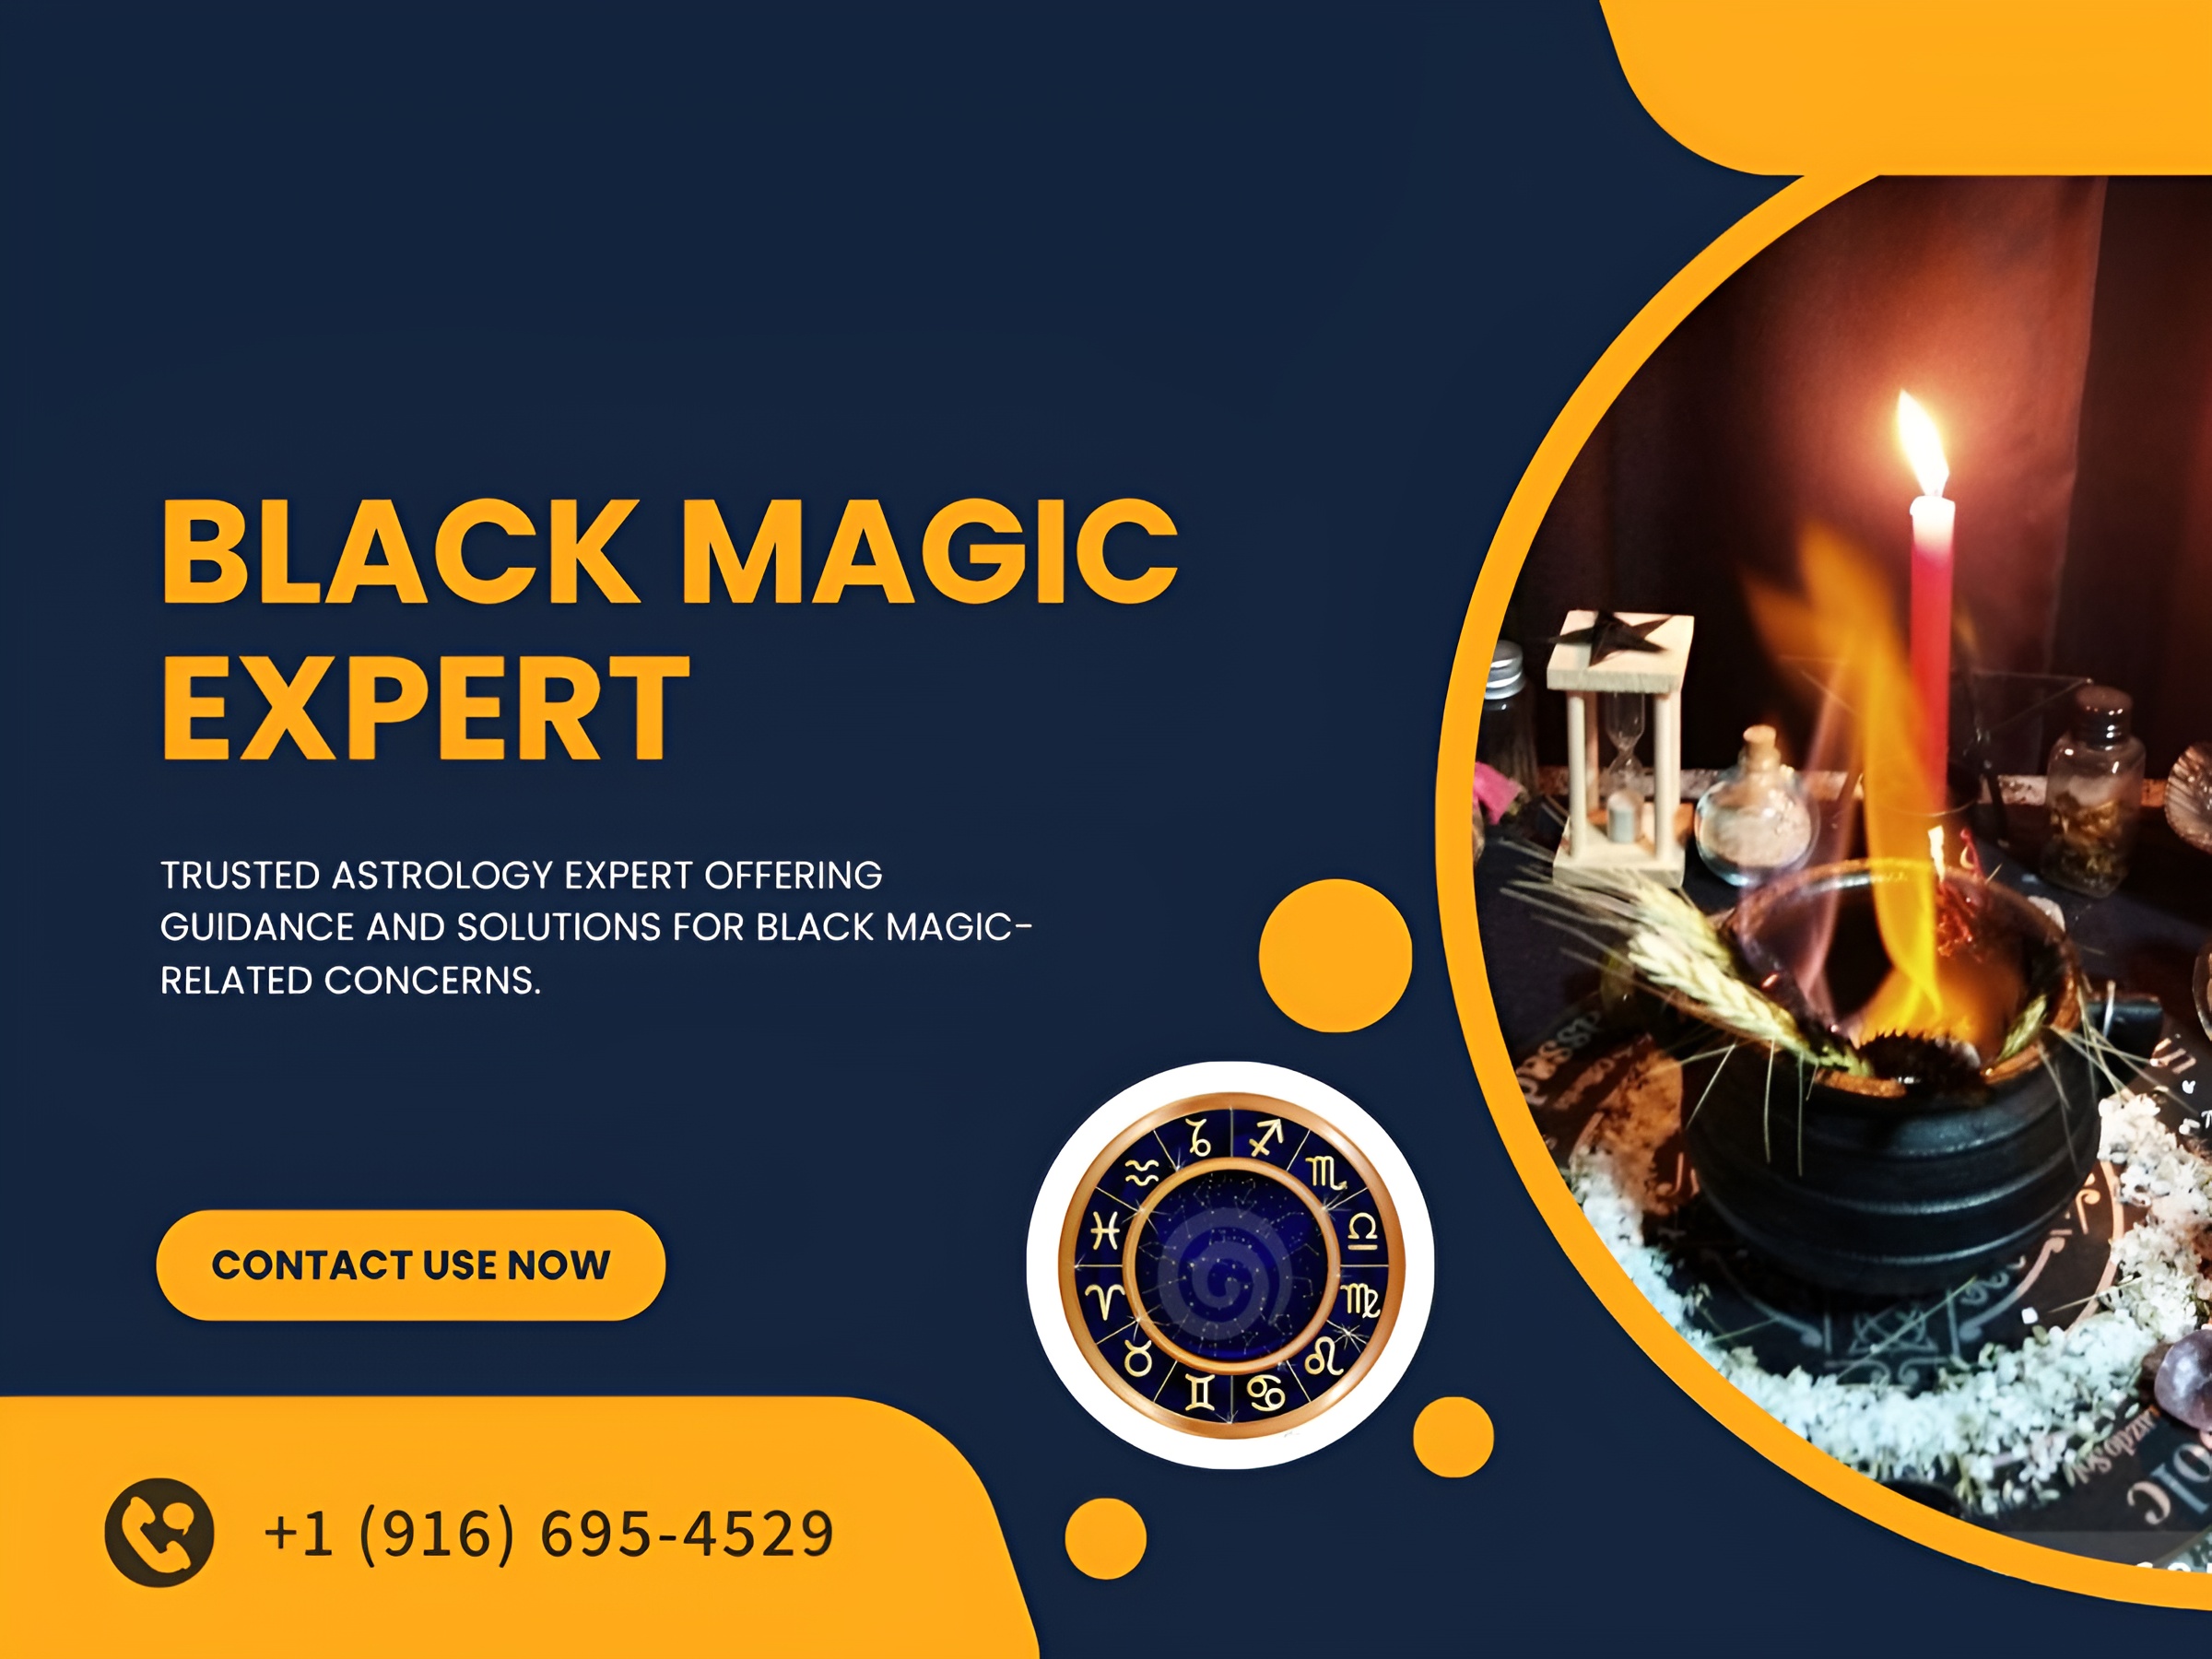 BLACK MAGIC
EXPERT
TRUSTED ASTROLOGY EXPERT OFFERING
GUIDANCE AND SOLUTIONS FOR BLACK MAGIC-
RELATED CONCERNS.
CONTACT USE NOW
+1 (916) 695-4529